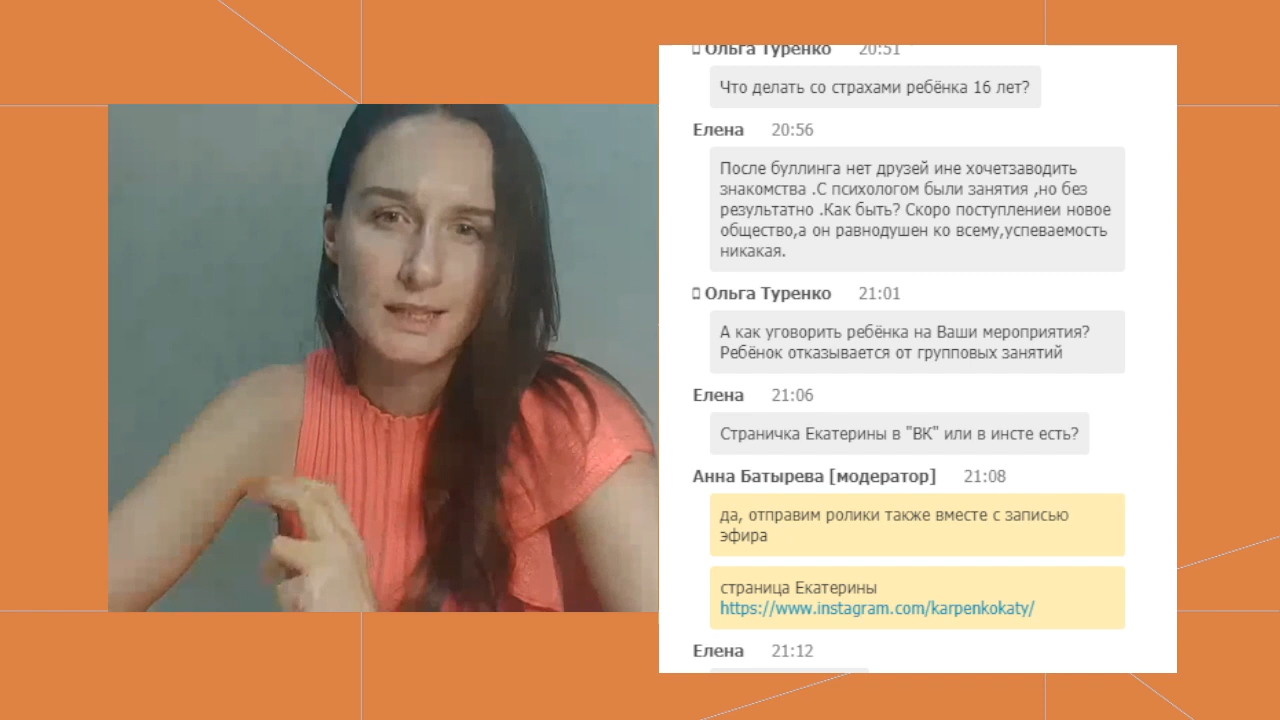 Ольга Туренко 20:51
Что делать со страхами ребёнка 16 лет?
Елена 20:56
После буллинга нет друзей ине хочетзаводить
знакомства .С психологом были занятия ,но без
результатно .Как быть? Скоро поступлениеи новое
общество,а он равнодушен ко всему,успеваемость
никакая.
Ольга Туренко 21:01
А как уговорить ребёнка на Ваши мероприятия?
Ребёнок отказывается от групповых занятий
Елена 21:06
Страничка Екатерины в "ВК" или в инсте есть?
Анна Батырева [модератор] 21:08
да, отправим ролики также вместе с записью
эфира
страница Екатерины
https://www.instagram.com/karpenkokaty/
Елена 21:12